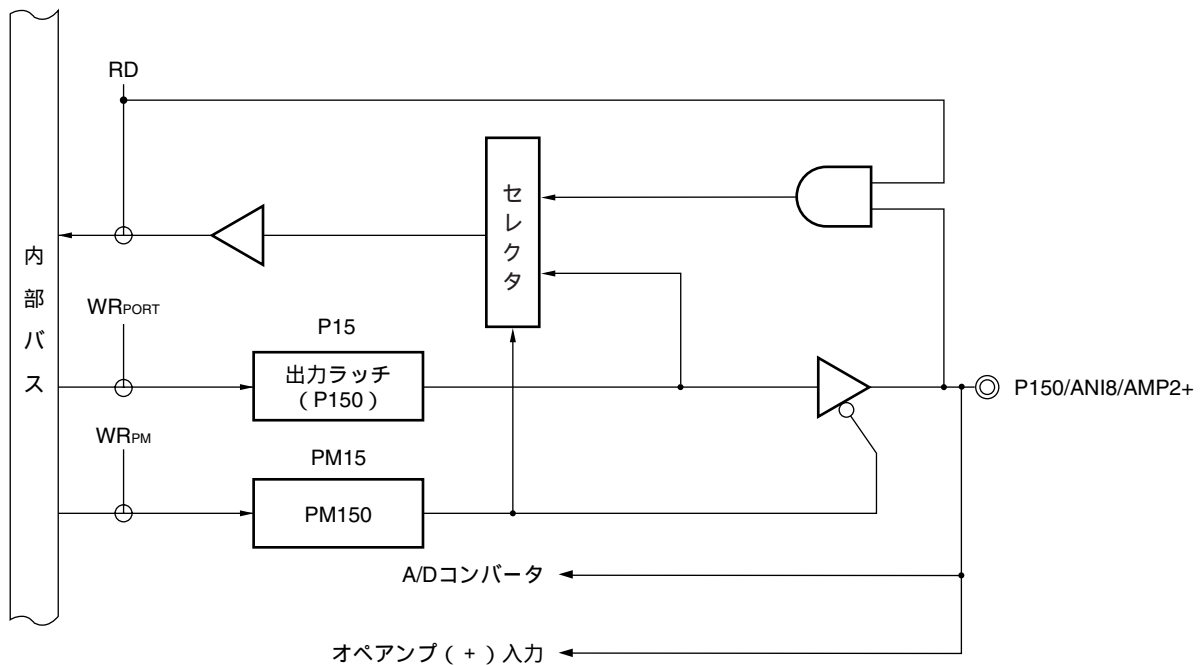 RD
セレクタ
内部バス
WRPORT
P15
出力ラッチ
(P150)
P150/ANI8/AMP2+
WRPM
PM15
PM150
A/Dコンバータ
オペアンプ(+)入力